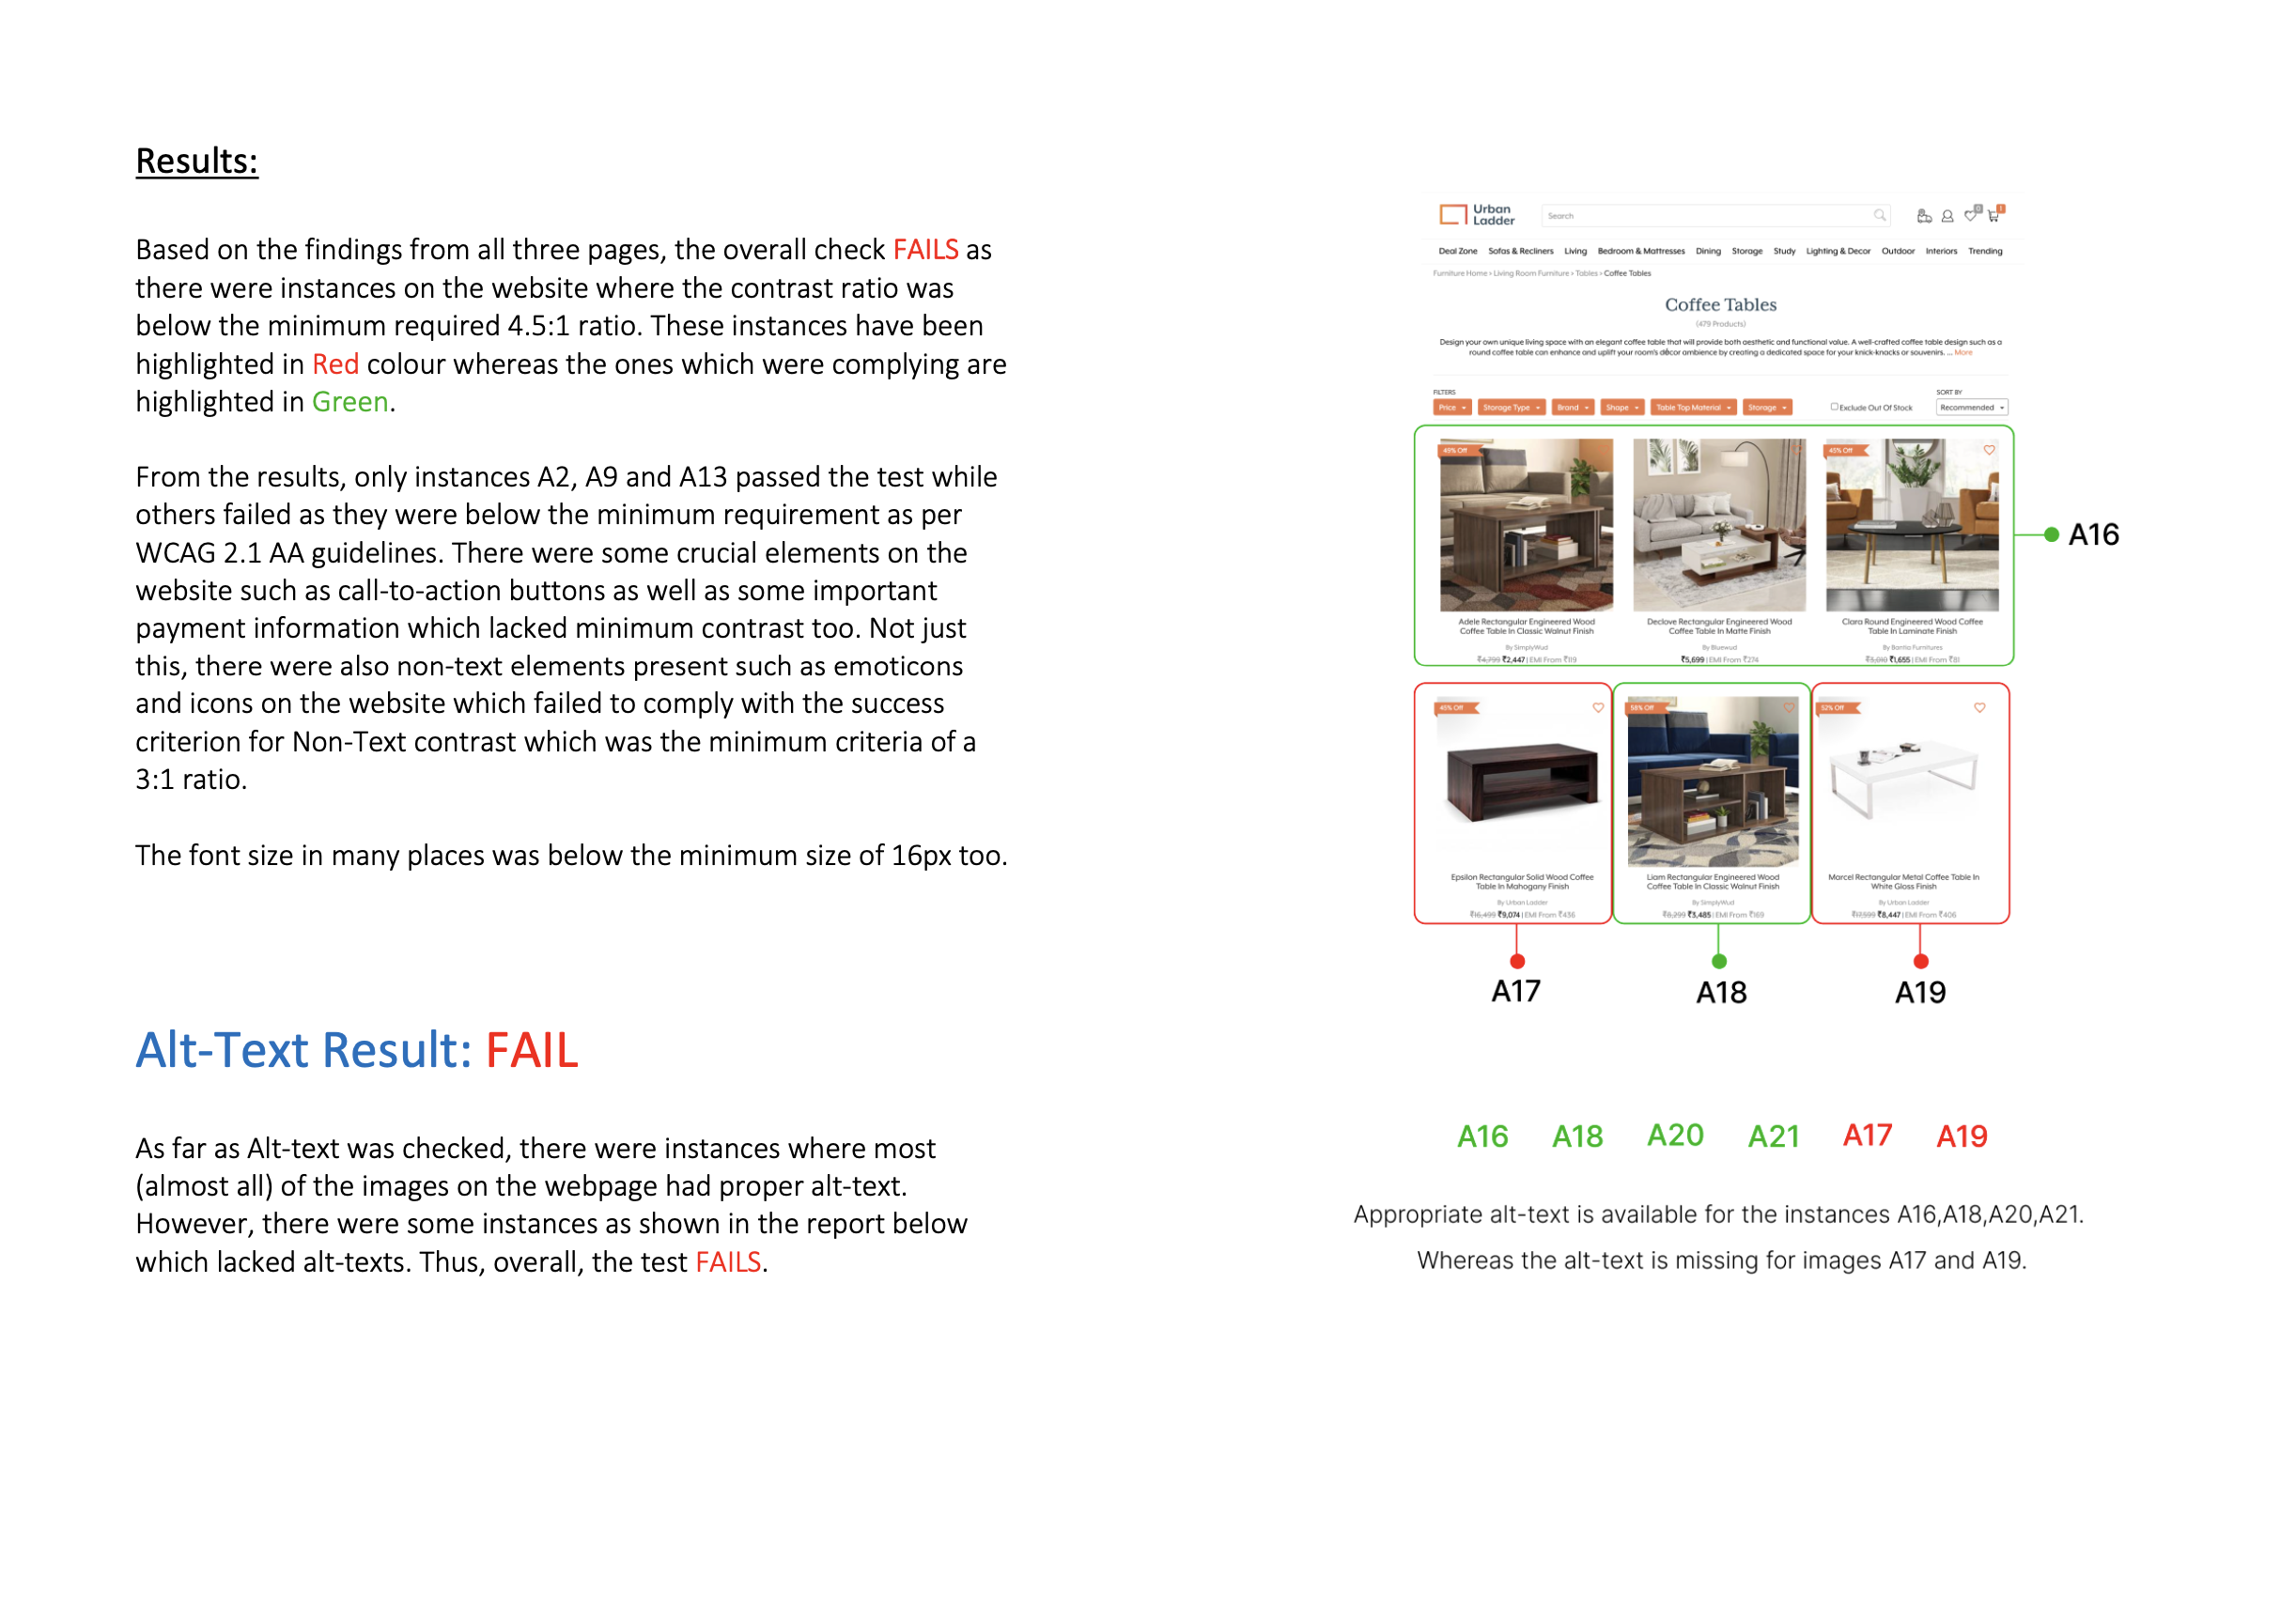 Results:
Based on the findings from all three pages, the overall check FAILS as
there were instances on the website where the contrast ratio was
below the minimum required 4.5:1 ratio. These instances have been
highlighted in Red colour whereas the ones which were complying are
highlighted in Green.
From the results, only instances A2, A9 and A13 passed the test while
others failed as they were below the minimum requirement as per
WCAG 2.1 AA guidelines. There were some crucial elements on the
website such as call-to-action buttons as well as some important
payment information which lacked minimum contrast too. Not just
this, there were also non-text elements present such as emoticons
and icons on the website which failed to comply with the success
criterion for Non-Text contrast which was the minimum criteria of a
3:1 ratio.
The font size in many places was below the minimum size of 16px too.
Alt-Text Result: FAIL
As far as Alt-text was checked, there were instances where most
(almost all) of the images on the webpage had proper alt-text.
However, there were some instances as shown in the report below
which lacked alt-texts. Thus, overall, the test FAILS.
Urban
Ladder
Search
0
1
Deal Zone Sofas & Recliners Living Bedroom & Mattresses Dining Storage Study Lighting & Decor Outdoor Interiors Trending
Furniture Home › Living Room Furniture › Tables › Coffee Tables
Coffee Tables
(479 Products)
Design your own unique living space with an elegant coffee table that will provide both aesthetic and functional value. A well-crafted coffee table design such as a
round coffee table can enhance and uplift your room's décor ambience by creating a dedicated space for your knick-knacks or souvenirs. ... More
FILTERS
SORT BY
Price Storage Type Brand Shape Table Top Material Storage Exclude Out Of Stock Recommended
49% Off
45% Off
A16
Adele Rectangular Engineered Wood
Coffee Table In Classic Walnut Finish
By SimplyWud
₹4,799 ₹2,447 | EMI From ₹119
Declove Rectangular Engineered Wood
Coffee Table In Matte Finish
By Bluewud
₹5,699 | EMI From ₹274
Clara Round Engineered Wood Coffee
Table In Laminate Finish
By Bantia Furnitures
₹3,010 ₹1,655 | EMI From ₹81
45% Off
58% Off
52% Off
Epsilon Rectangular Solid Wood Coffee
Table In Mahogany Finish
By Urban Ladder
₹16,499 ₹9,074 | EMI From ₹436
Liam Rectangular Engineered Wood
Coffee Table In Classic Walnut Finish
By SimplyWud
₹8,299 ₹3,485 | EMI From ₹169
Marcel Rectangular Metal Coffee Table In
White Gloss Finish
By Urban Ladder
₹17,599 ₹8,447 | EMI From ₹406
A17
A18
A19
A16 A18 A20 A21 A17 A19
Appropriate alt-text is available for the instances A16,A18,A20,A21.
Whereas the alt-text is missing for images A17 and A19.